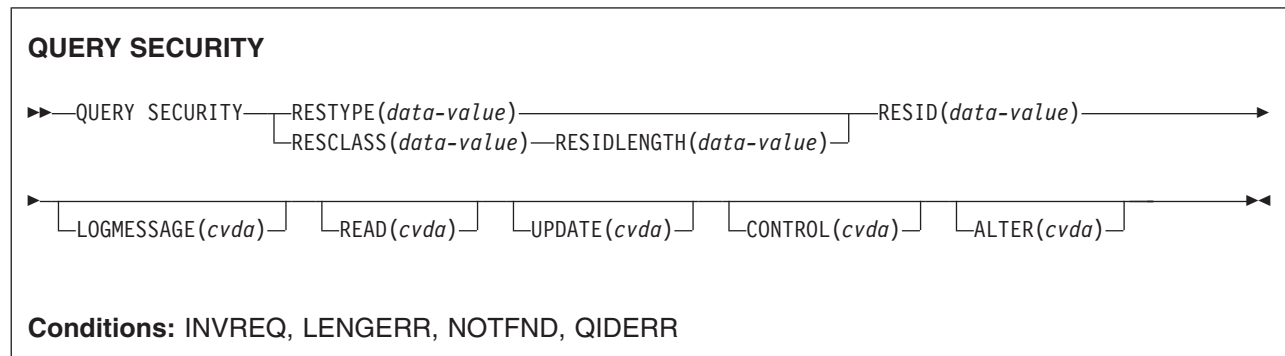 QUERY SECURITY
QUERY SECURITY RESTYPE(data-value) RESID(data-value)
RESCLASS(data-value) RESIDLENGTH(data-value)
LOGMESSAGE(cvda) READ(cvda) UPDATE(cvda) CONTROL(cvda) ALTER(cvda)
Conditions: INVREQ, LENGERR, NOTFND, QIDERR